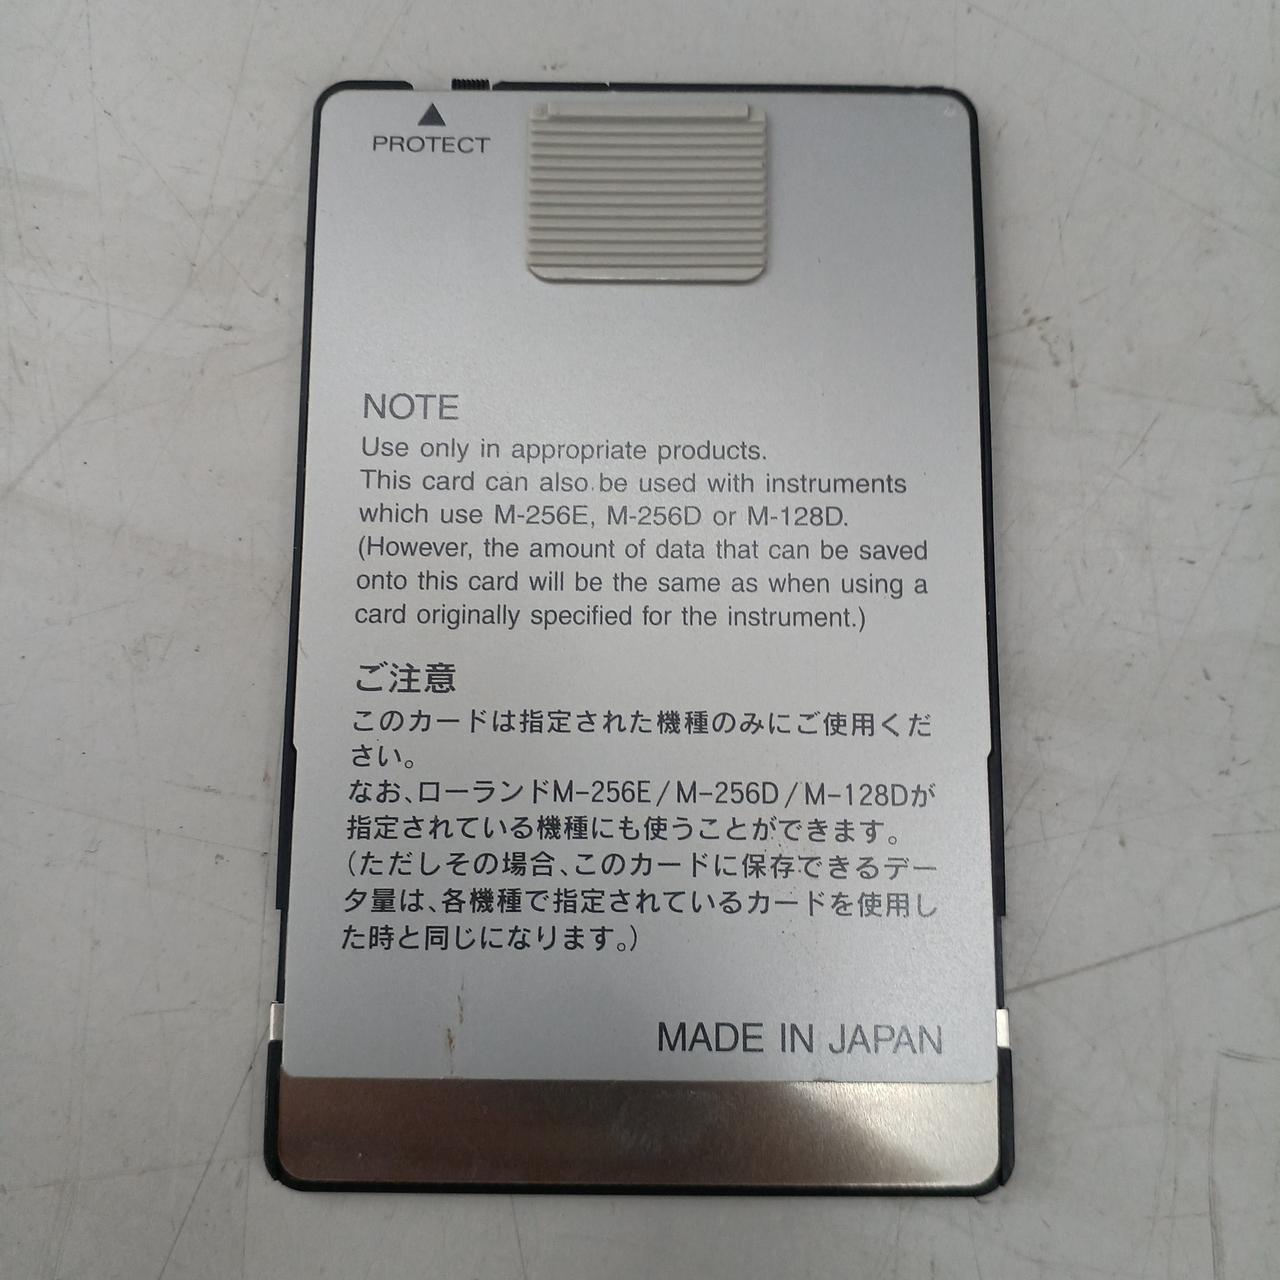 ▲
PROTECT
NOTE
Use only in appropriate products.
This card can also be used with instruments
which use M-256E, M-256D or M-128D.
(However, the amount of data that can be saved
onto this card will be the same as when using a
card originally specified for the instrument.)
ご注意
このカードは指定された機種のみにご使用くだ
さい。
なお、ローランドM-256E/M-256D/M-128Dが
指定されている機種にも使うことができます。
(ただしその場合、このカードに保存できるデー
タ量は、各機種で指定されているカードを使用し
た時と同じになります。)
MADE IN JAPAN